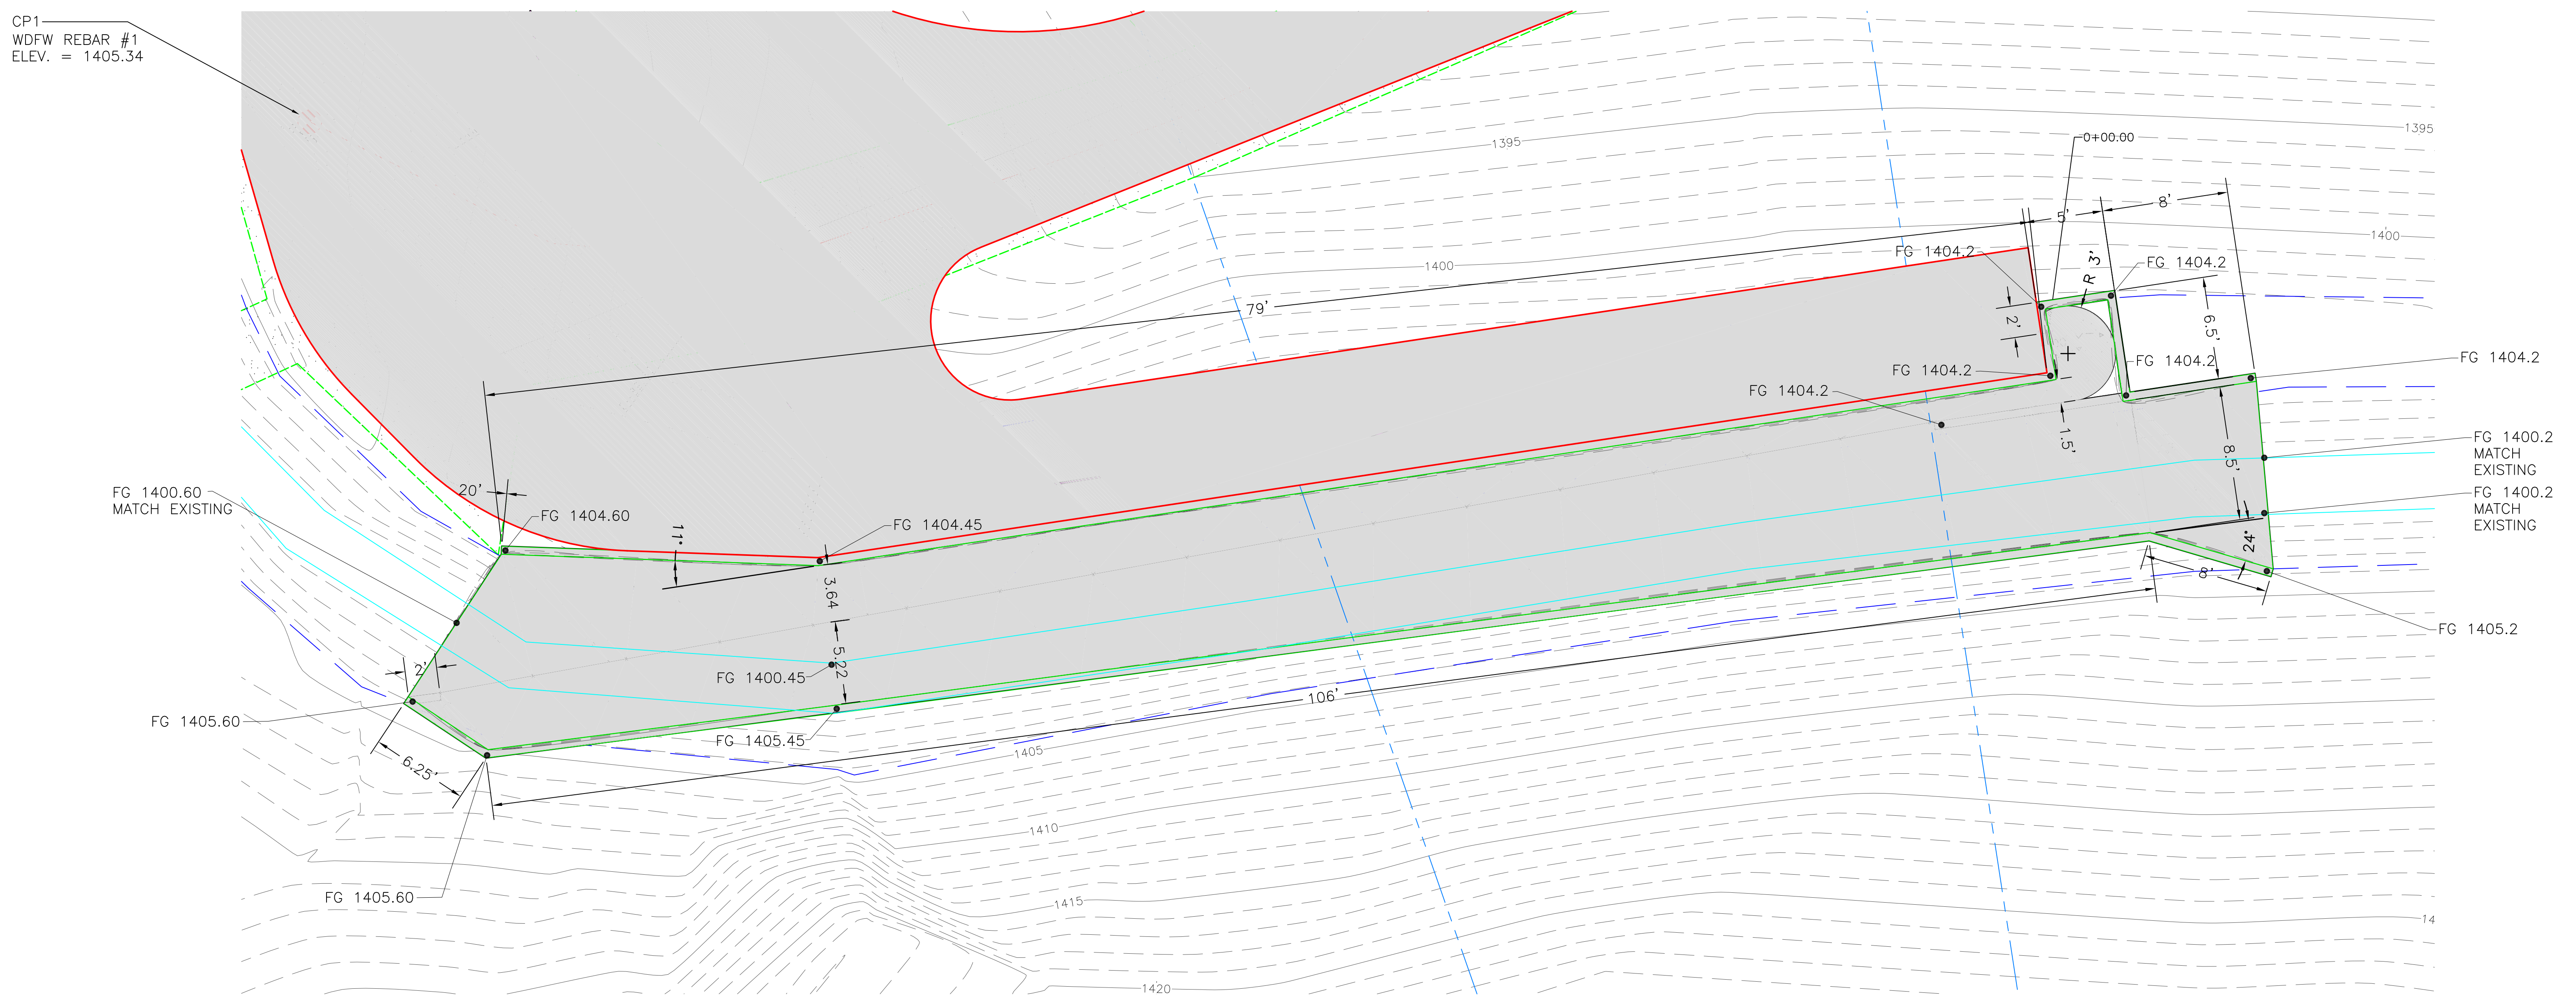 CP1
WDFW REBAR #1
ELEV. = 1405.34
1395
1395
0+00.00
5'
8'
1400
1400
FG 1404.2
R 3'
FG 1404.2
79'
2'
6.5'
FG 1404.2
FG 1404.2
FG 1404.2
FG 1404.2
1.5'
8.5'
FG 1400.2
MATCH
EXISTING
FG 1400.2
MATCH
EXISTING
20'
FG 1400.60
MATCH EXISTING
FG 1404.60
FG 1404.45
11°
24°
8'
3.64
5.22
FG 1405.2
2'
FG 1400.45
106'
FG 1405.60
FG 1405.45
1405
6.25'
1410
FG 1405.60
1415
14
1420